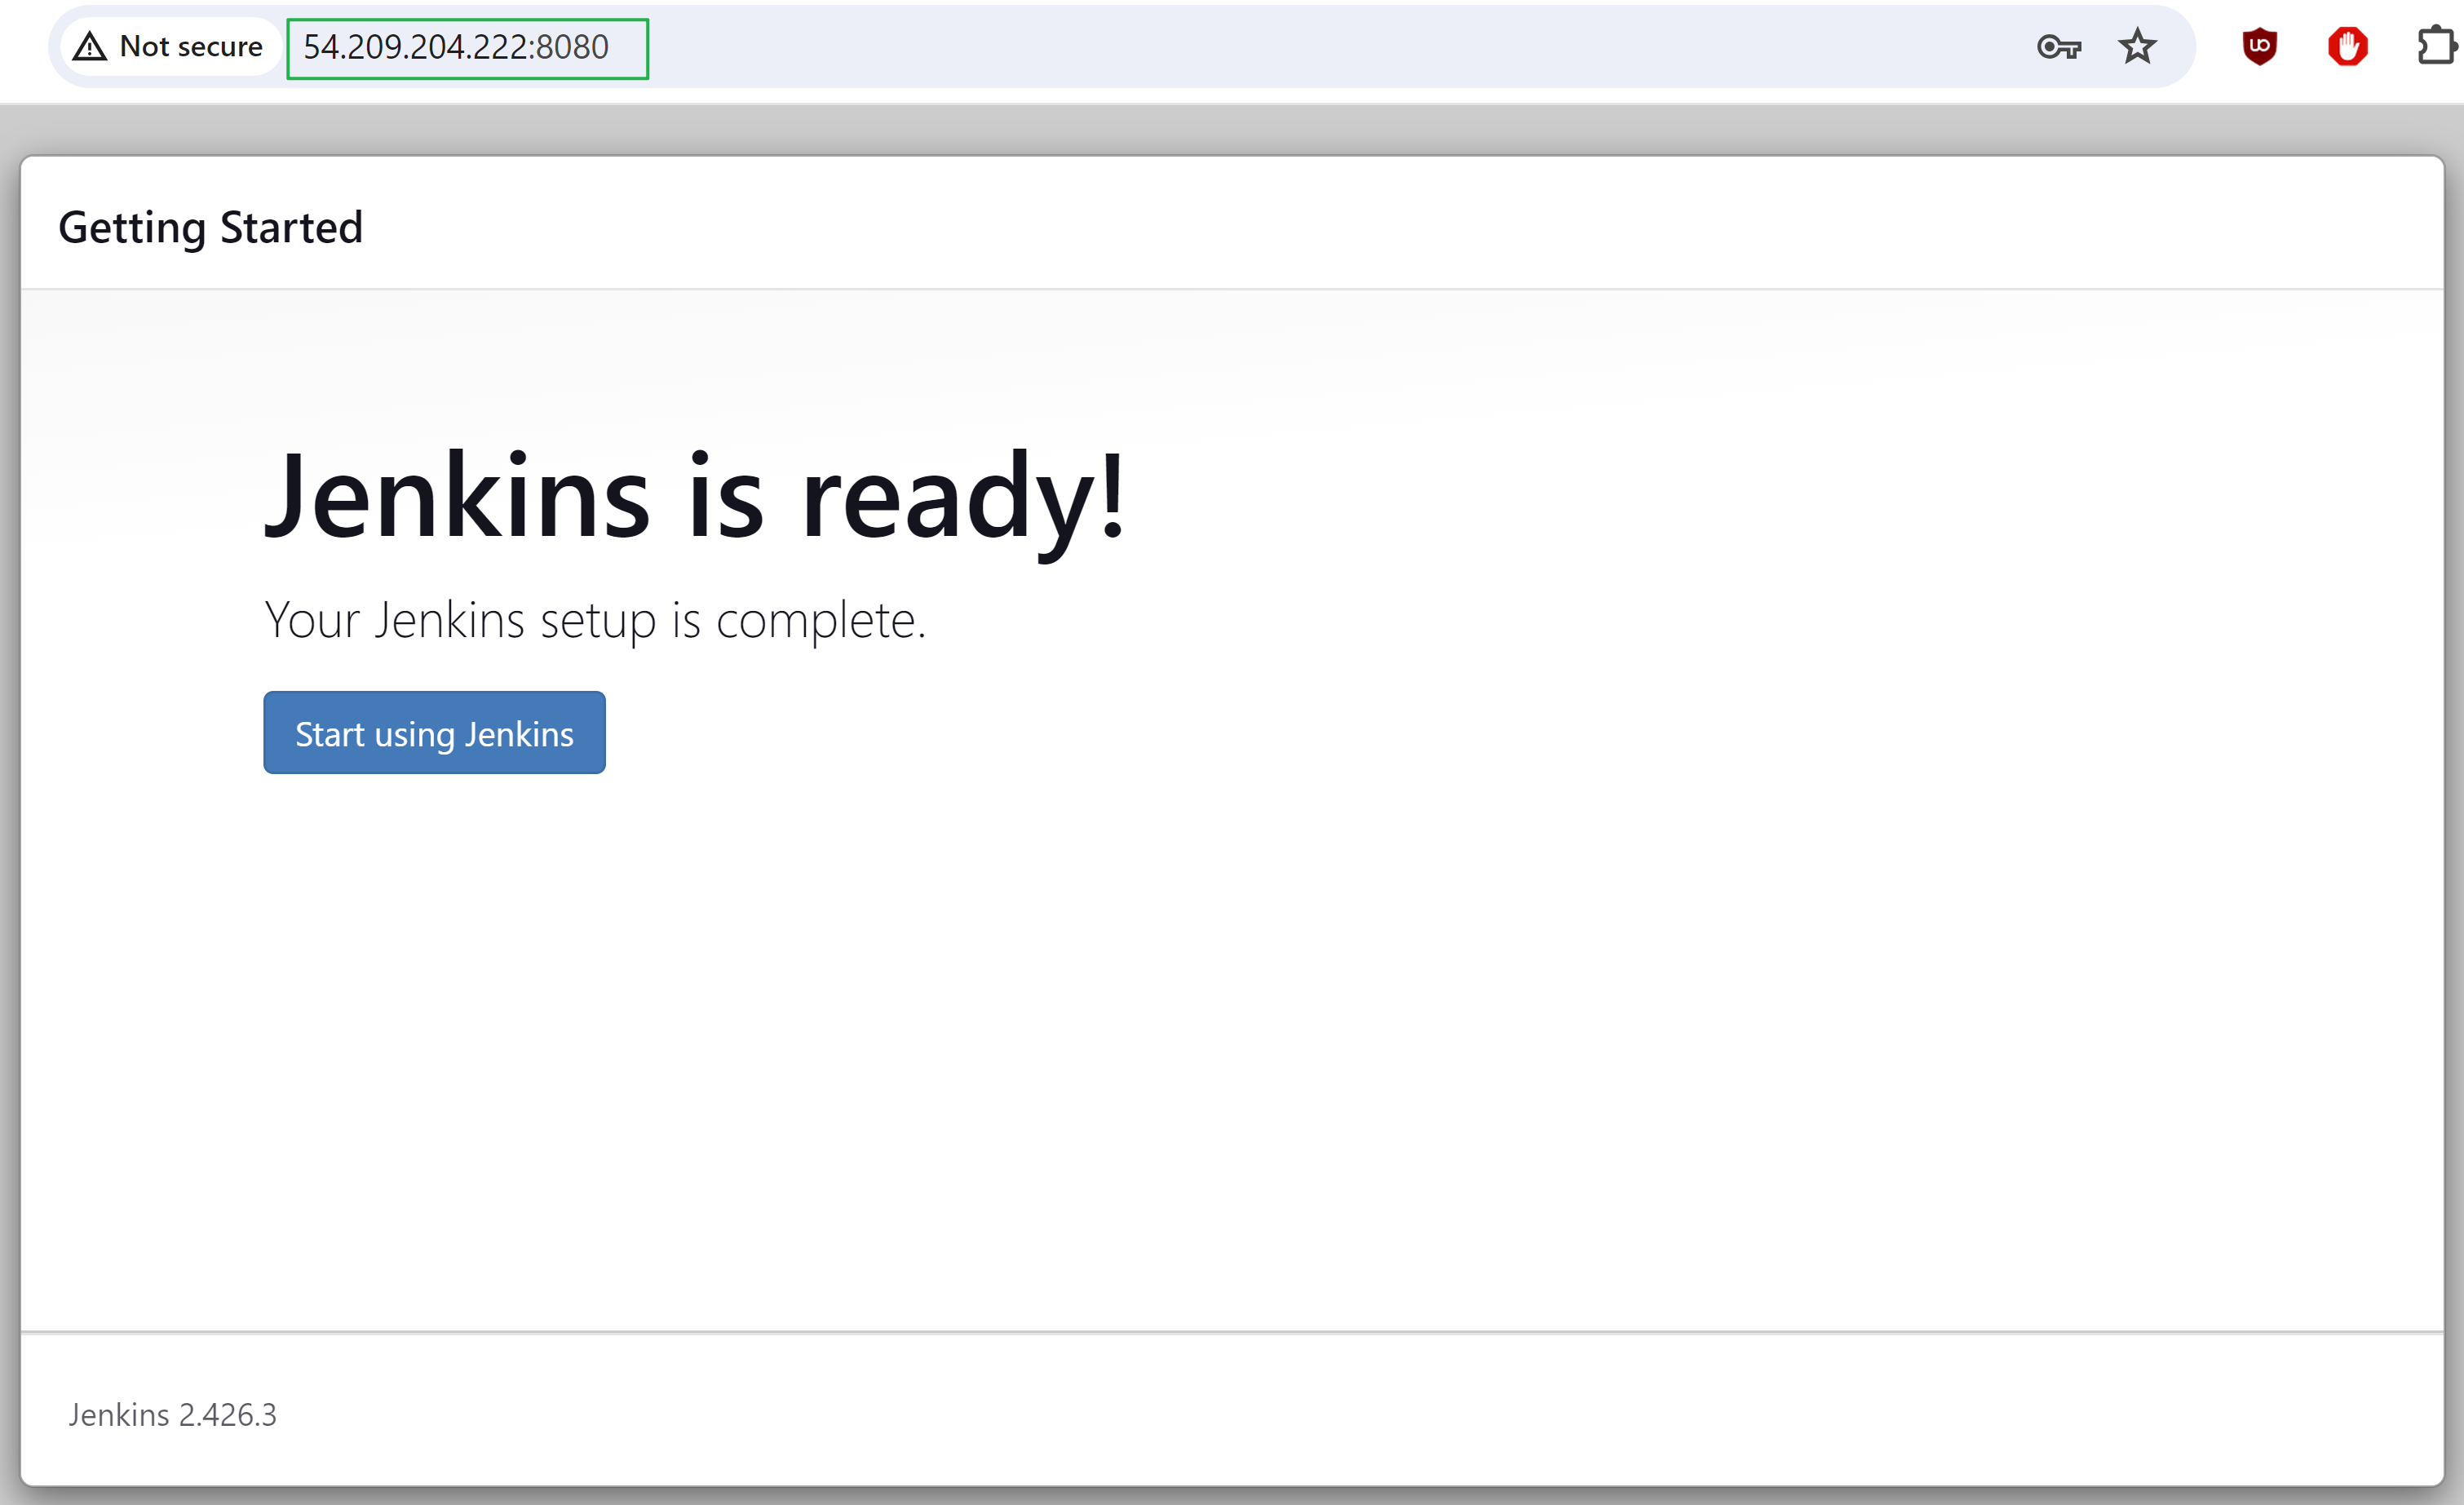 Not secure 54.209.204.222:8080
UO
Getting Started
Jenkins is ready!
Your Jenkins setup is complete.
Start using Jenkins
Jenkins 2.426.3